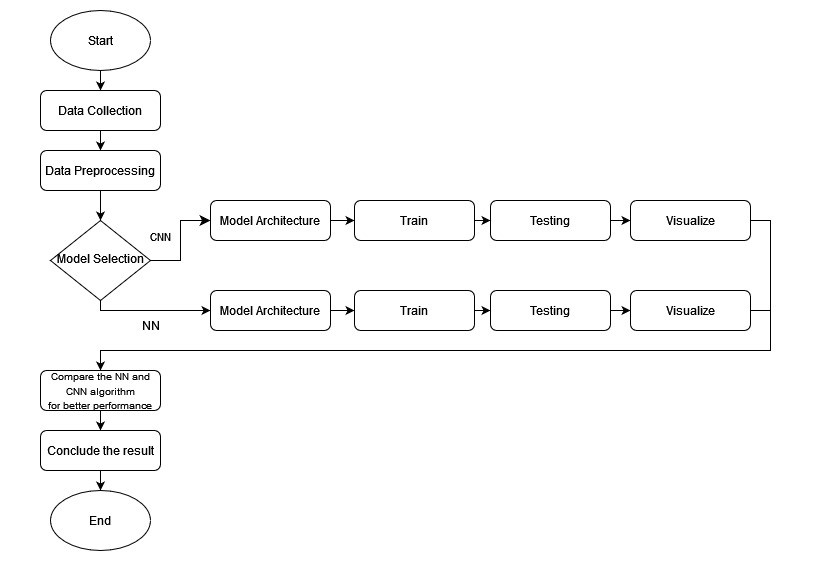 Start
Data Collection
Data Preprocessing
Model Selection
CNN
Model Architecture
Train
Testing
Visualize
NN
Model Architecture
Train
Testing
Visualize
Compare the NN and
CNN algorithm
for better performance
Conclude the result
End